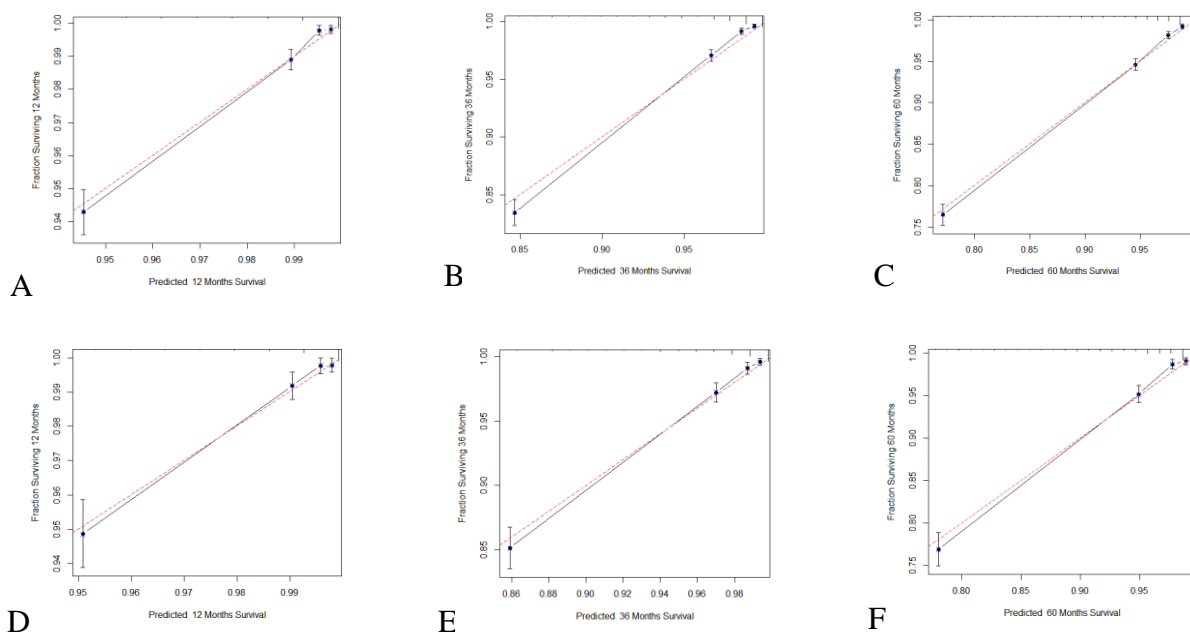 1.00
0.99
0.98
0.97
0.96
0.95
0.94
Fraction Surviving 12 Months
0.95 0.96 0.97 0.98 0.99
Predicted 12 Months Survival
A
1.00
0.95
0.90
0.85
Fraction Surviving 36 Months
0.85 0.90 0.95
Predicted 36 Months Survival
B
1.00
0.95
0.90
0.85
0.80
0.75
Fraction Surviving 60 Months
0.80 0.85 0.90 0.95
Predicted 60 Months Survival
C
1.00
0.99
0.98
0.97
0.96
0.95
0.94
Fraction Surviving 12 Months
0.95 0.96 0.97 0.98 0.99
Predicted 12 Months Survival
D
1.00
0.95
0.90
0.85
Fraction Surviving 36 Months
0.86 0.88 0.90 0.92 0.94 0.96 0.98
Predicted 36 Months Survival
E
1.00
0.95
0.90
0.85
0.80
0.75
Fraction Surviving 60 Months
0.80 0.85 0.90 0.95
Predicted 60 Months Survival
F